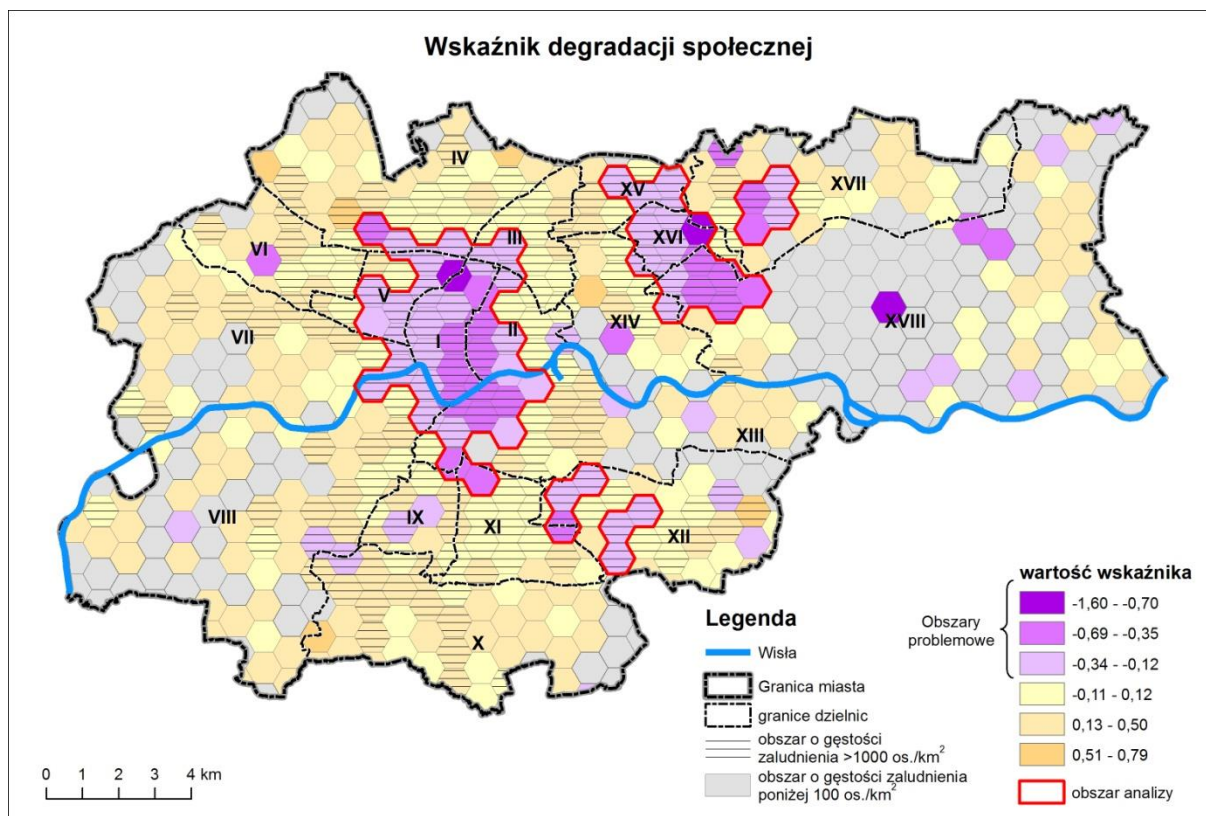 Wskaźnik degradacji społecznej
IV
XV
XVII
III
XVI
VI
V
II
XIV
XVIII
VII
I
XIII
VIII
IX
XI
XII
X
Legenda
Wisła
Granica miasta
granice dzielnic
obszar o gęstości
zaludnienia >1000 os./km²
obszar o gęstości zaludnienia
poniżej 100 os./km²
wartość wskaźnika
Obszary
problemowe
-1,60 - -0,70
-0,69 - -0,35
-0,34 - -0,12
-0,11 - 0,12
0,13 - 0,50
0,51 - 0,79
obszar analizy
0 1 2 3 4 km